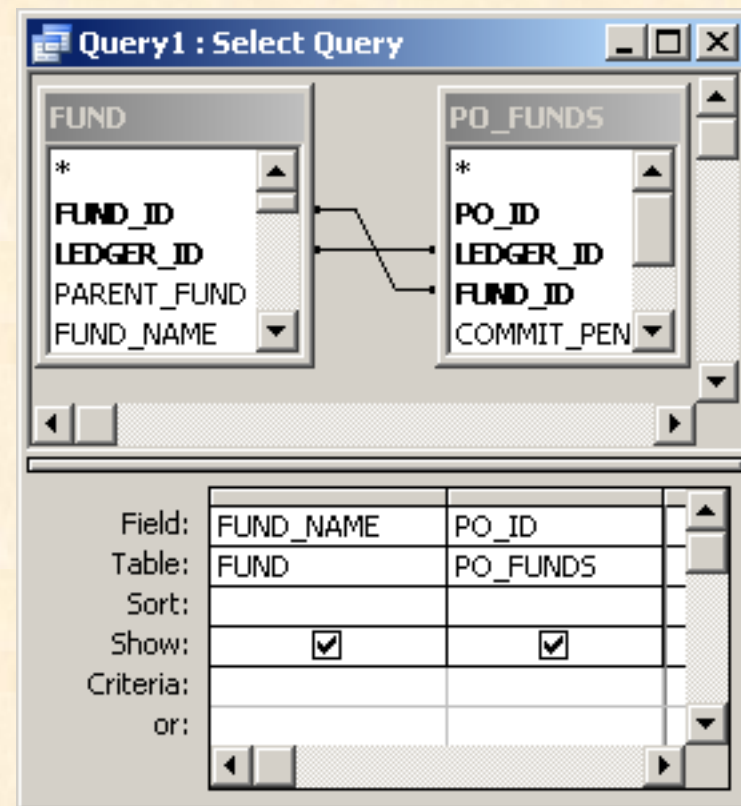 Query1 : Select Query
FUND
*
FUND_ID
LEDGER_ID
PARENT_FUND
FUND_NAME
PO_FUNDS
*
PO_ID
LEDGER_ID
FUND_ID
COMMIT_PEN
Field: FUND_NAME PO_ID
Table: FUND PO_FUNDS
Sort:
Show:
Criteria:
or: